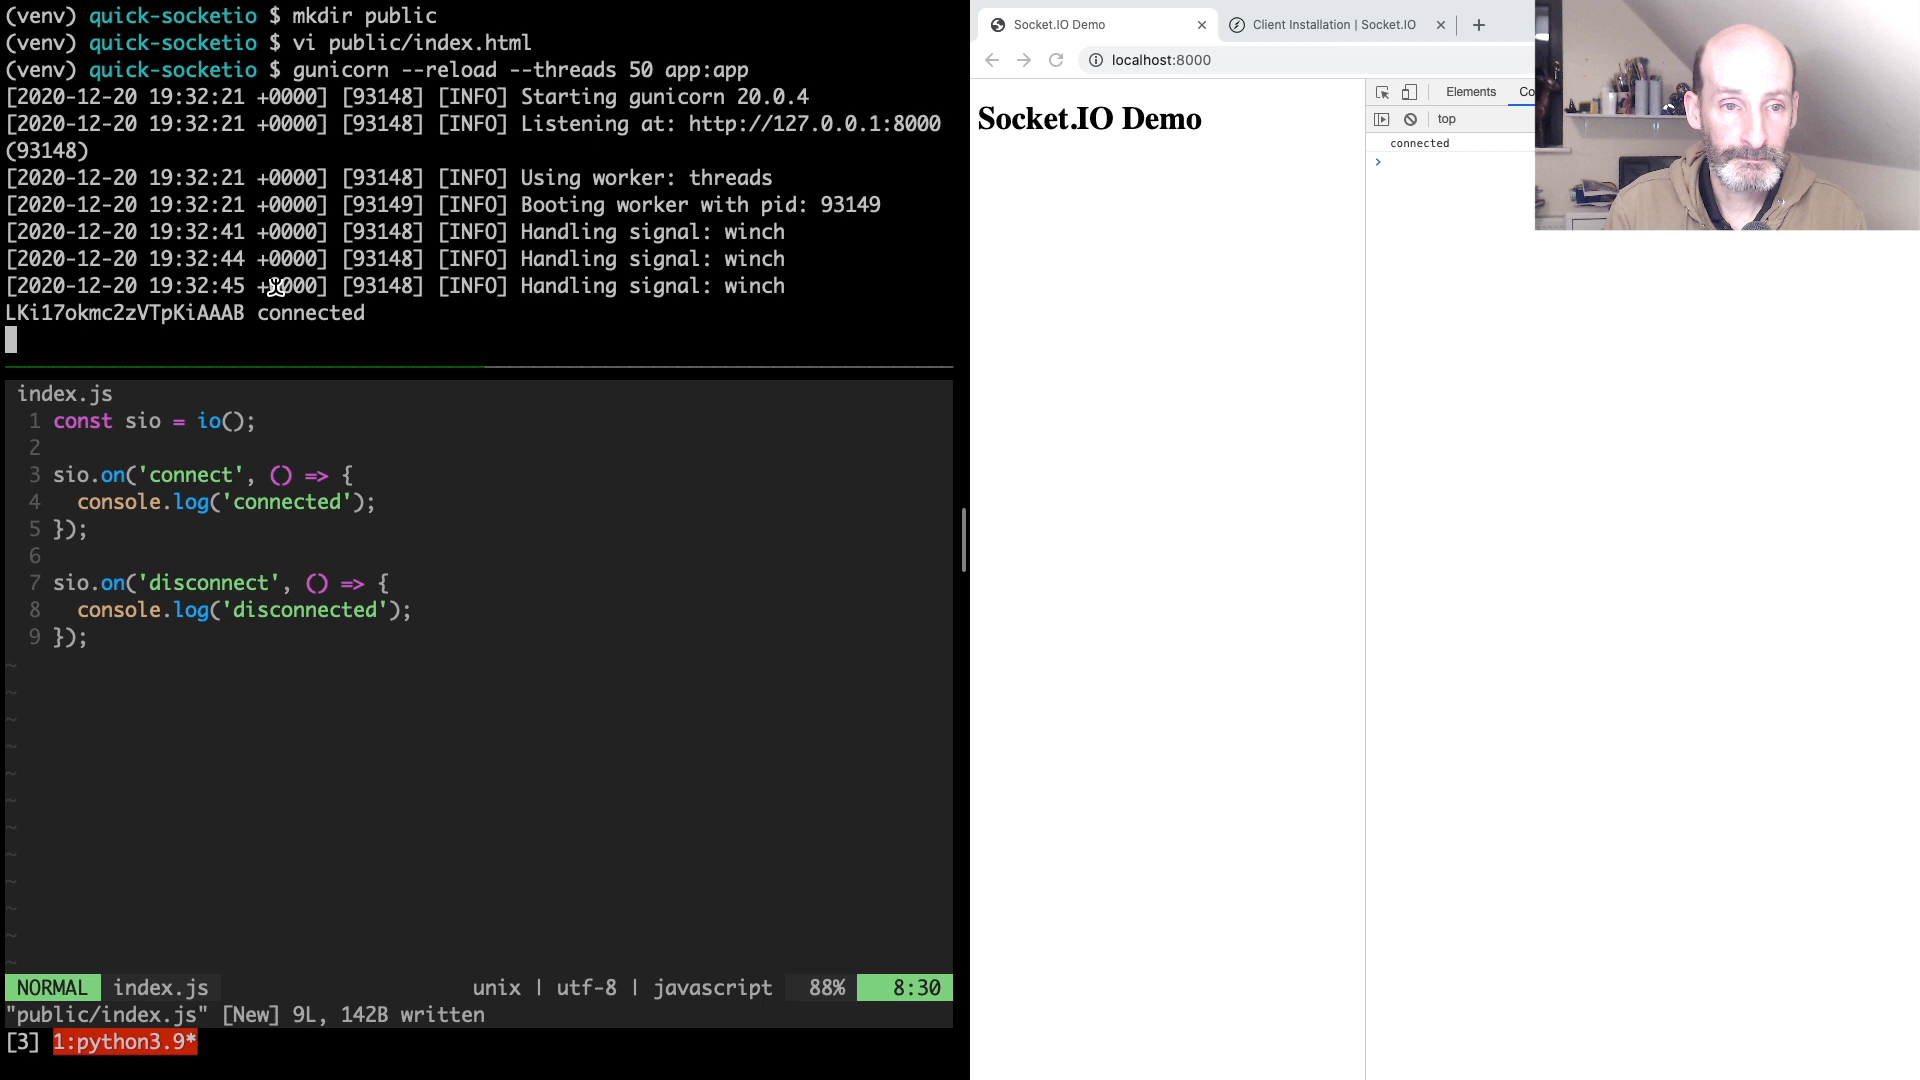 (venv) quick-socketio $ mkdir public
(venv) quick-socketio $ vi public/index.html
(venv) quick-socketio $ gunicorn --reload --threads 50 app:app
[2020-12-20 19:32:21 +0000] [93148] [INFO] Starting gunicorn 20.0.4
[2020-12-20 19:32:21 +0000] [93148] [INFO] Listening at: http://127.0.0.1:8000
(93148)
[2020-12-20 19:32:21 +0000] [93148] [INFO] Using worker: threads
[2020-12-20 19:32:21 +0000] [93149] [INFO] Booting worker with pid: 93149
[2020-12-20 19:32:41 +0000] [93148] [INFO] Handling signal: winch
[2020-12-20 19:32:44 +0000] [93148] [INFO] Handling signal: winch
[2020-12-20 19:32:45 +0000] [93148] [INFO] Handling signal: winch
LKi17okmc2zVTpKiAAAB connected
index.js
1 const sio = io();
2
3 sio.on('connect', () => {
4   console.log('connected');
5 });
6
7 sio.on('disconnect', () => {
8   console.log('disconnected');
9 });
~
~
~
~
~
~
~
~
~
~
~
~
NORMAL index.js unix | utf-8 | javascript 88% 8:30
"public/index.js" [New] 9L, 142B written
[3] 1:python3.9*
Socket.IO Demo
Client Installation | Socket.IO
localhost:8000
Socket.IO Demo
Elements Co
top
connected
>